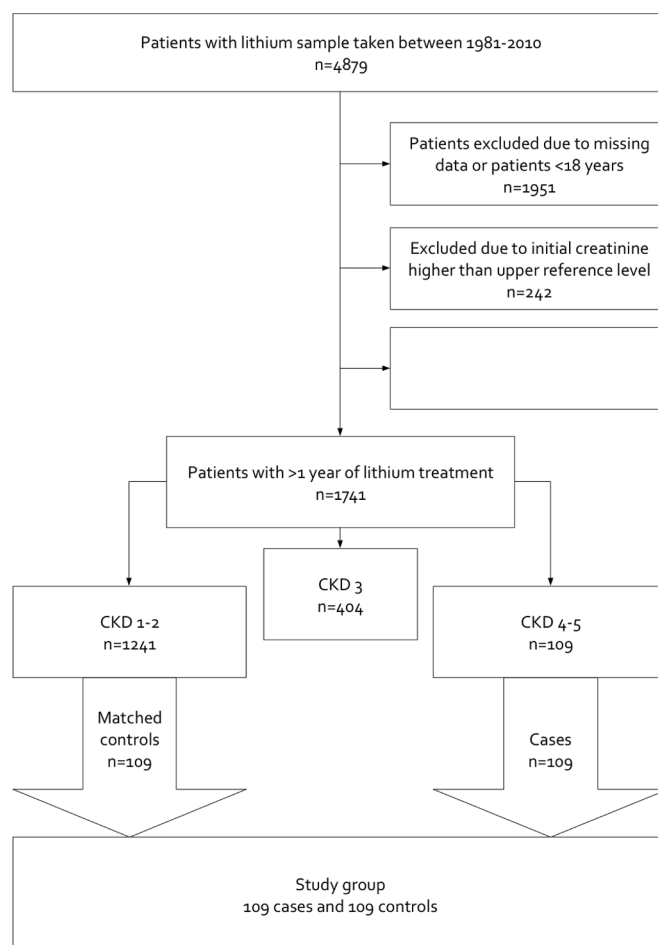 Patients with lithium sample taken between 1981-2010
n=4879
Patients excluded due to missing
data or patients <18 years
n=1951
Excluded due to initial creatinine
higher than upper reference level
n=242
Patients with >1 year of lithium treatment
n=1741
CKD 3
n=404
CKD 1-2
n=1241
CKD 4-5
n=109
Matched
controls
n=109
Cases
n=109
Study group
109 cases and 109 controls